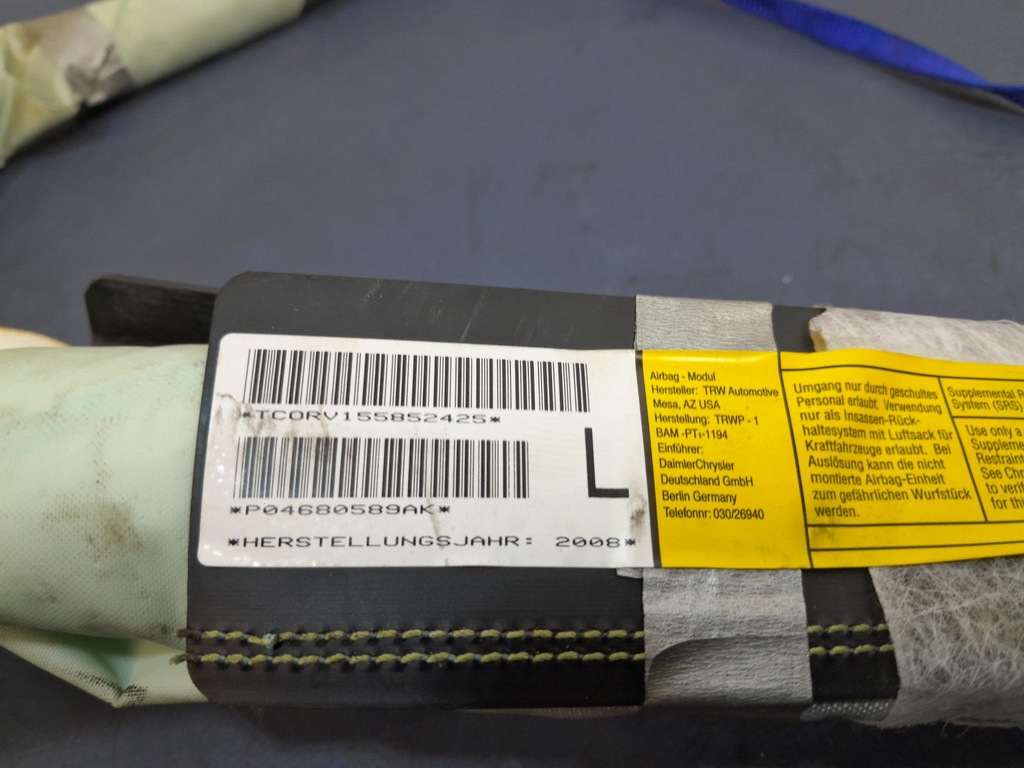 *TCORV155852425*
L
*P04680589AK*
*HERSTELLUNGSJAHR: 2008*
Airbag - Modul
Hersteller: TRW Automotive
Mesa, AZ USA
Herstellung: TRWP - 1
BAM -PT1-1194
Einführer:
DaimlerChrysler
Deutschland GmbH
Berlin Germany
Telefonnr: 030/26940
Umgang nur durch geschultes
Personal erlaubt. Verwendung
nur als Insassen-Rück-
haltesystem mit Luftsack für
Kraftfahrzeuge erlaubt. Bei
Auslösung kann die nicht
montierte Airbag-Einheit
zum gefährlichen Wurfstück
werden.
Supplemental
System (SRS)
Use only a
Supplem
Restraint
See Chr
to verif
for th